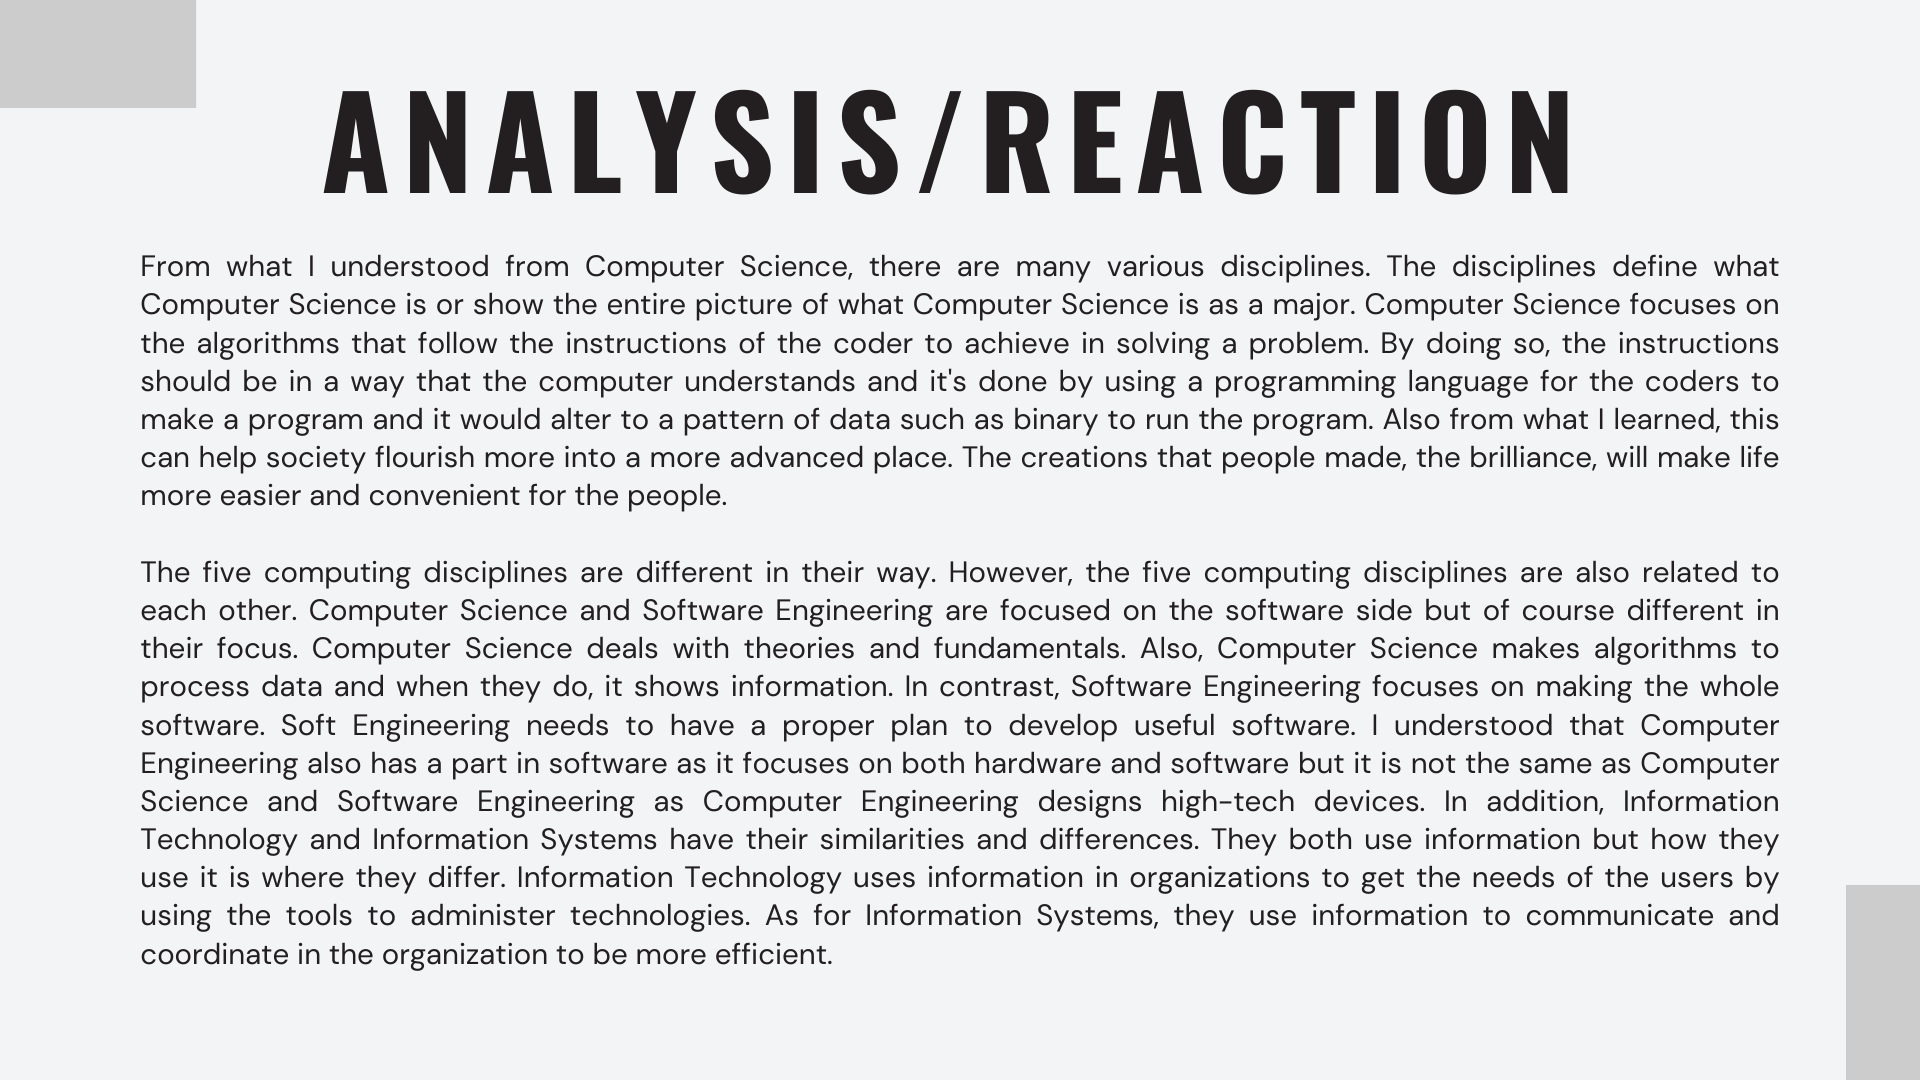 ANALYSIS/REACTION
From what I understood from Computer Science, there are many various disciplines. The disciplines define what
Computer Science is or show the entire picture of what Computer Science is as a major. Computer Science focuses on
the algorithms that follow the instructions of the coder to achieve in solving a problem. By doing so, the instructions
should be in a way that the computer understands and it's done by using a programming language for the coders to
make a program and it would alter to a pattern of data such as binary to run the program. Also from what I learned, this
can help society flourish more into a more advanced place. The creations that people made, the brilliance, will make life
more easier and convenient for the people.
The five computing disciplines are different in their way. However, the five computing disciplines are also related to
each other. Computer Science and Software Engineering are focused on the software side but of course different in
their focus. Computer Science deals with theories and fundamentals. Also, Computer Science makes algorithms to
process data and when they do, it shows information. In contrast, Software Engineering focuses on making the whole
software. Soft Engineering needs to have a proper plan to develop useful software. I understood that Computer
Engineering also has a part in software as it focuses on both hardware and software but it is not the same as Computer
Science and Software Engineering as Computer Engineering designs high-tech devices. In addition, Information
Technology and Information Systems have their similarities and differences. They both use information but how they
use it is where they differ. Information Technology uses information in organizations to get the needs of the users by
using the tools to administer technologies. As for Information Systems, they use information to communicate and
coordinate in the organization to be more efficient.